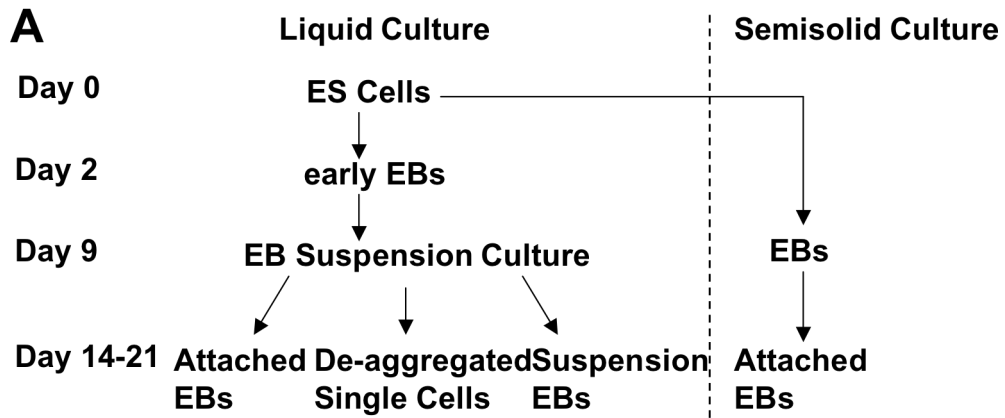 A
Liquid Culture
Semisolid Culture
Day 0
ES Cells
Day 2
early EBs
Day 9
EB Suspension Culture
EBs
Day 14-21
Attached
EBs
De-aggregated
Single Cells
Suspension
EBs
Attached
EBs